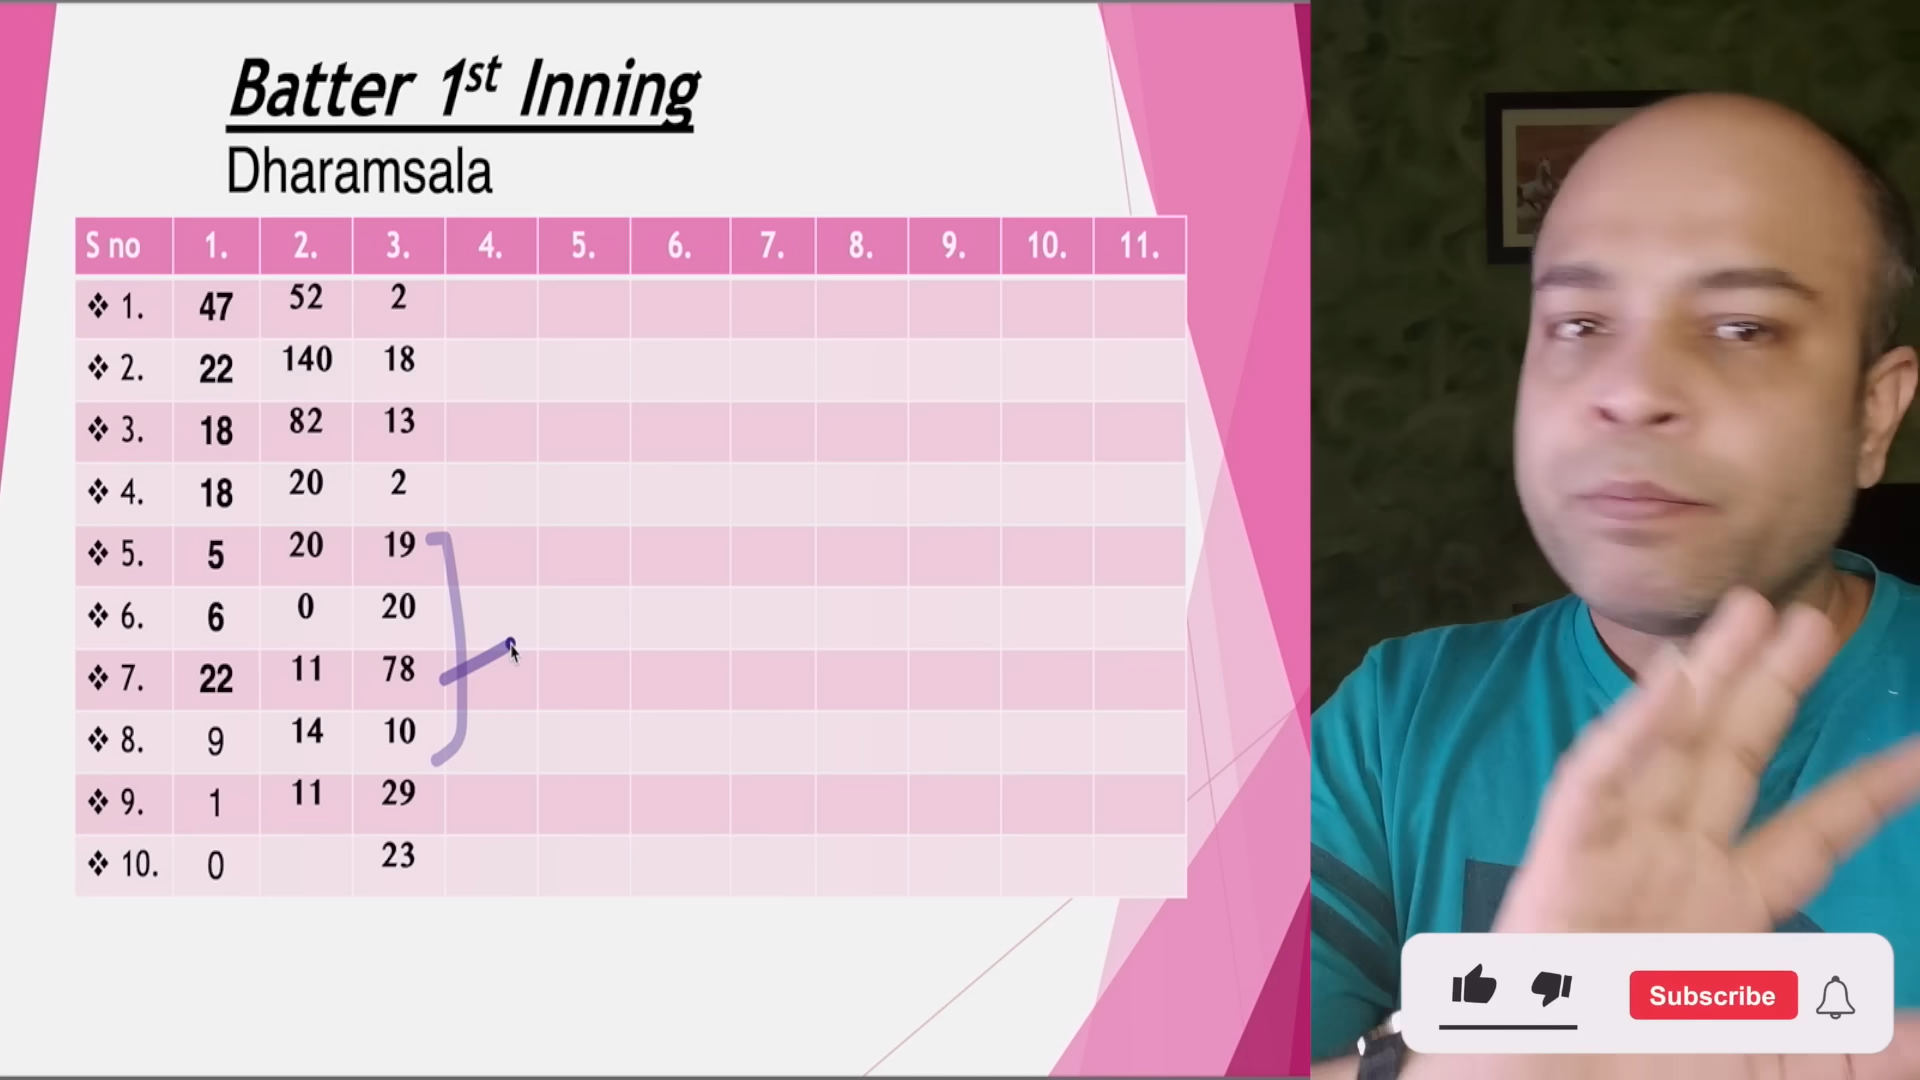 Batter 1st Inning
Dharamsala
S no 1. 2. 3. 4. 5. 6. 7. 8. 9. 10. 11.
❖ 1. 47 52 2
❖ 2. 22 140 18
❖ 3. 18 82 13
❖ 4. 18 20 2
❖ 5. 5 20 19
❖ 6. 6 0 20
❖ 7. 22 11 78
❖ 8. 9 14 10
❖ 9. 1 11 29
❖ 10. 0 23
Subscribe